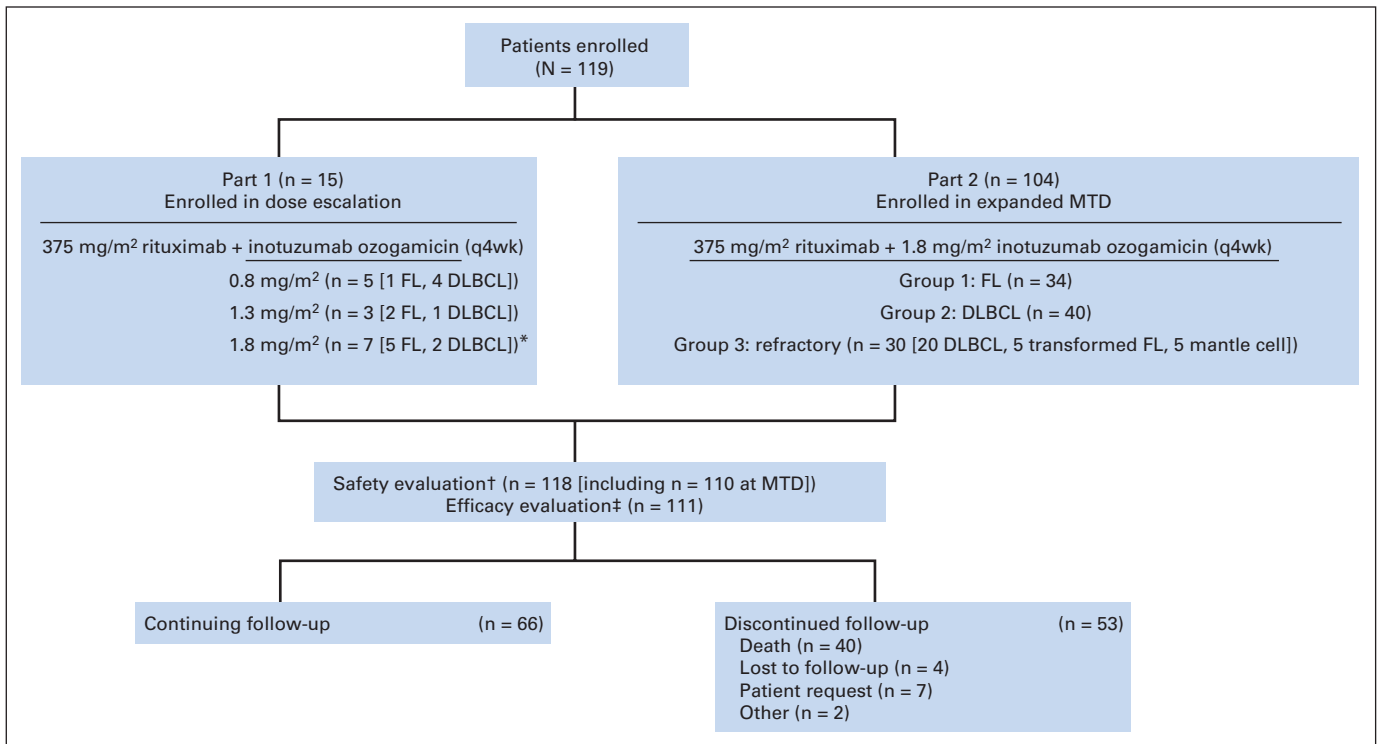 Patients enrolled
(N = 119)
Part 1 (n = 15)
Enrolled in dose escalation
375 mg/m² rituximab + inotuzumab ozogamicin (q4wk)
0.8 mg/m² (n = 5 [1 FL, 4 DLBCL])
1.3 mg/m² (n = 3 [2 FL, 1 DLBCL])
1.8 mg/m² (n = 7 [5 FL, 2 DLBCL])*
Part 2 (n = 104)
Enrolled in expanded MTD
375 mg/m² rituximab + 1.8 mg/m² inotuzumab ozogamicin (q4wk)
Group 1: FL (n = 34)
Group 2: DLBCL (n = 40)
Group 3: refractory (n = 30 [20 DLBCL, 5 transformed FL, 5 mantle cell])
Safety evaluation† (n = 118 [including n = 110 at MTD])
Efficacy evaluation‡ (n = 111)
Continuing follow-up (n = 66)
Discontinued follow-up (n = 53)
Death (n = 40)
Lost to follow-up (n = 4)
Patient request (n = 7)
Other (n = 2)